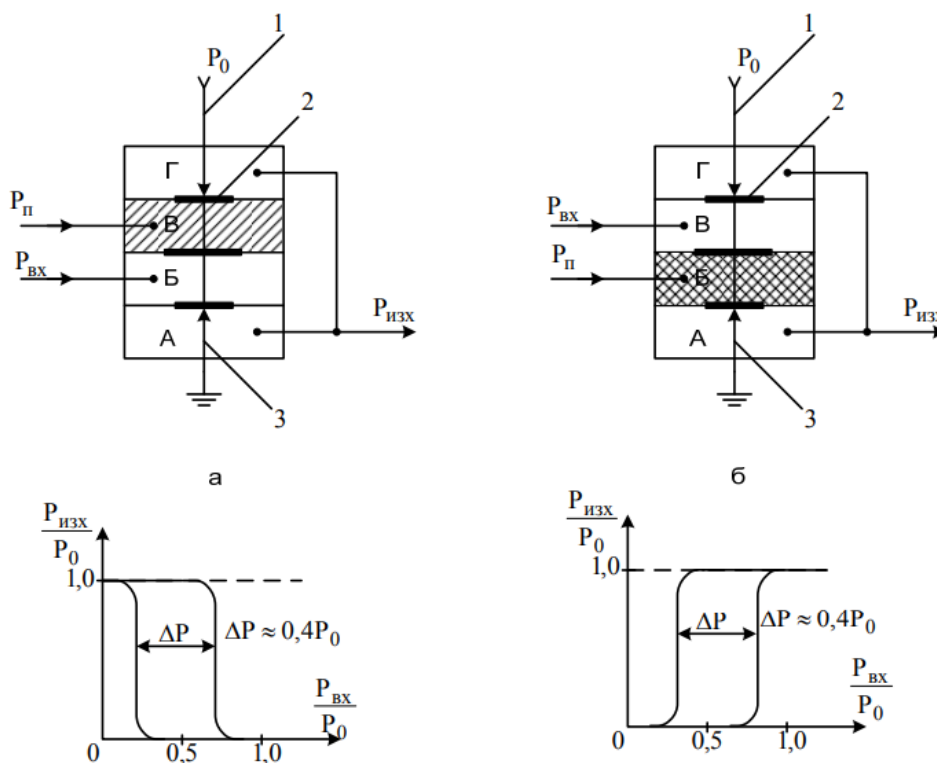 1
P₀
2
Г
Pп
В
Pвх
Б
Pизх
А
3
а
1
P₀
2
Г
Pвх
В
Pп
Б
Pизх
А
3
б
Pизх
P₀
1,0
ΔP
ΔP ≈ 0,4P₀
Pвх
P₀
0
0,5
1,0
Pизх
P₀
1,0
ΔP
ΔP ≈ 0,4P₀
Pвх
P₀
0
0,5
1,0